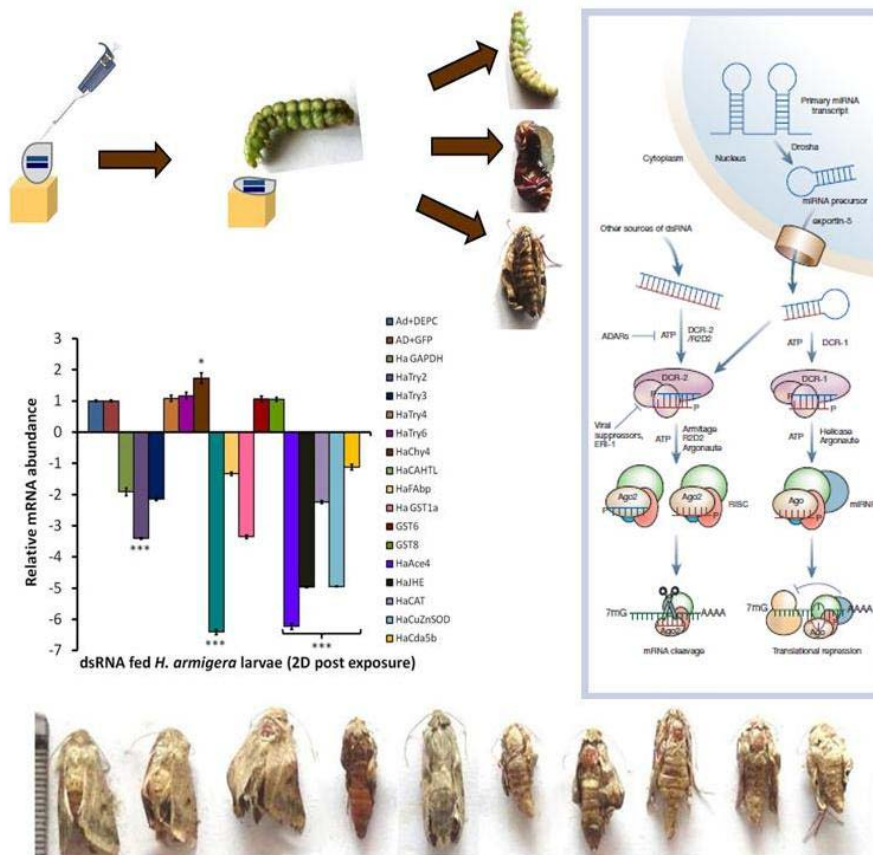 Primary miRNA
transcript
Drosha
Cytoplasm
Nucleus
miRNA precursor
exportin-5
Other sources of dsRNA
ADARs
ATP
DCR-2
/R2D2
ATP
DCR-1
DCR-2
P
P
DCR-1
P
P
Viral
suppressors,
ERI-1
ATP
Armitage
R2D2
Argonaute
ATP
Helicase
Argonaute
Ago2
P
Ago2
P
RISC
Ago
P
miRNP
7mG
AAAA
Ago2
mRNA cleavage
7mG
AAAA
Ago
Translational repression
Relative mRNA abundance
3
2
1
0
-1
-2
-3
-4
-5
-6
-7
*
***
***
***
dsRNA fed H. armigera larvae (2D post exposure)
Ad+DEPC
AD+GFP
Ha GAPDH
HaTry2
HaTry3
HaTry4
HaTry6
HaChy4
HaCAHTL
HaFAbp
Ha GST1a
GST6
GST8
HaAce4
HaJHE
HaCAT
HaCuZnSOD
HaCda5b